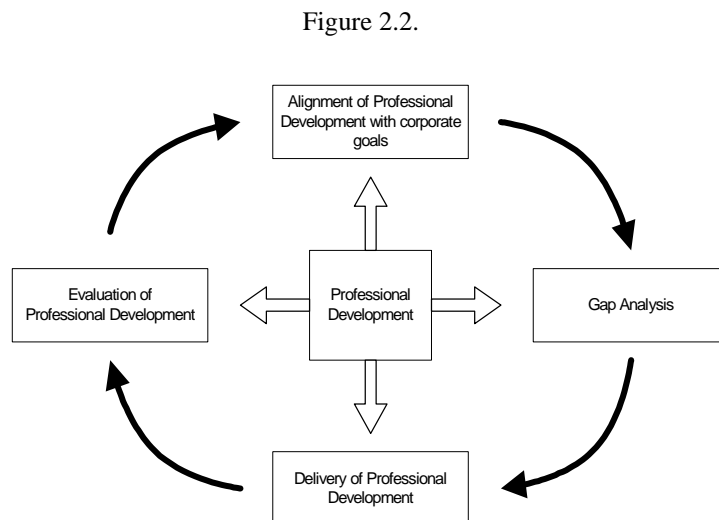 Figure 2.2.
Alignment of Professional
Development with corporate
goals
Evaluation of
Professional Development
Professional
Development
Gap Analysis
Delivery of Professional
Development